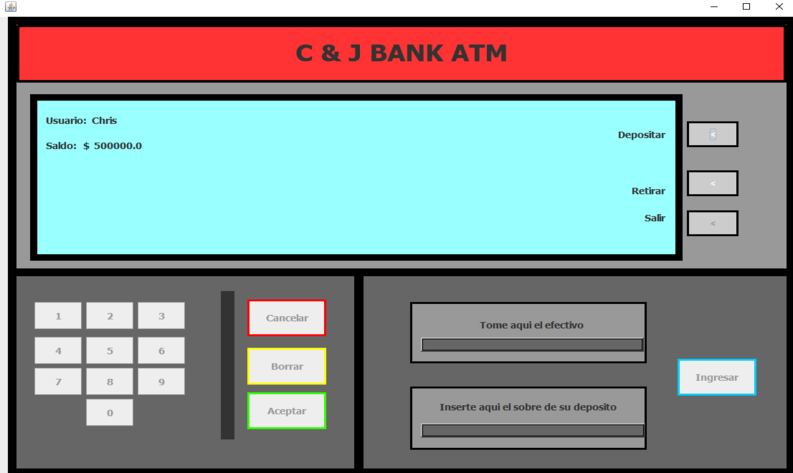 C & J BANK ATM
Usuario: Chris
Saldo: $ 500000.0
Depositar <
Retirar <
Salir <
1 2 3
4 5 6
7 8 9
0
Cancelar
Borrar
Aceptar
Tome aqui el efectivo
Inserte aqui el sobre de su deposito
Ingresar